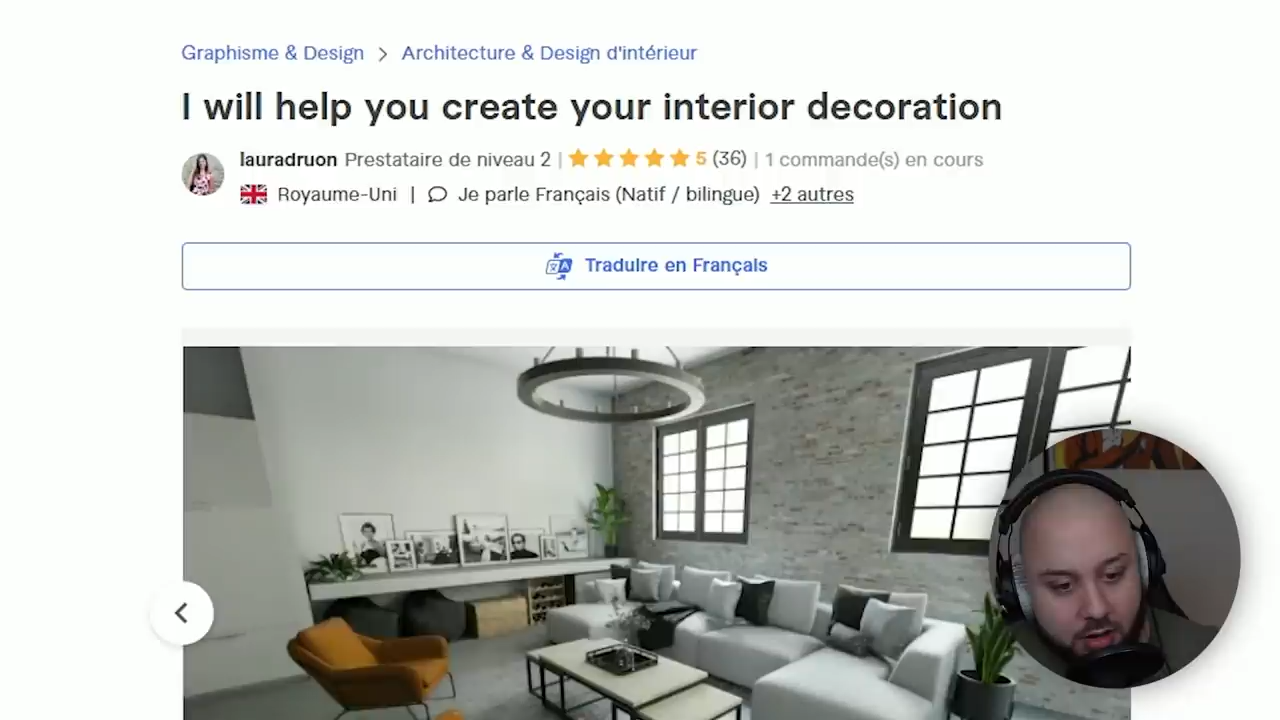 Graphisme & Design > Architecture & Design d'intérieur
I will help you create your interior decoration
lauradruon Prestataire de niveau 2 | 5 (36) | 1 commande(s) en cours
Royaume-Uni | Je parle Français (Natif / bilingue) +2 autres
Traduire en Français